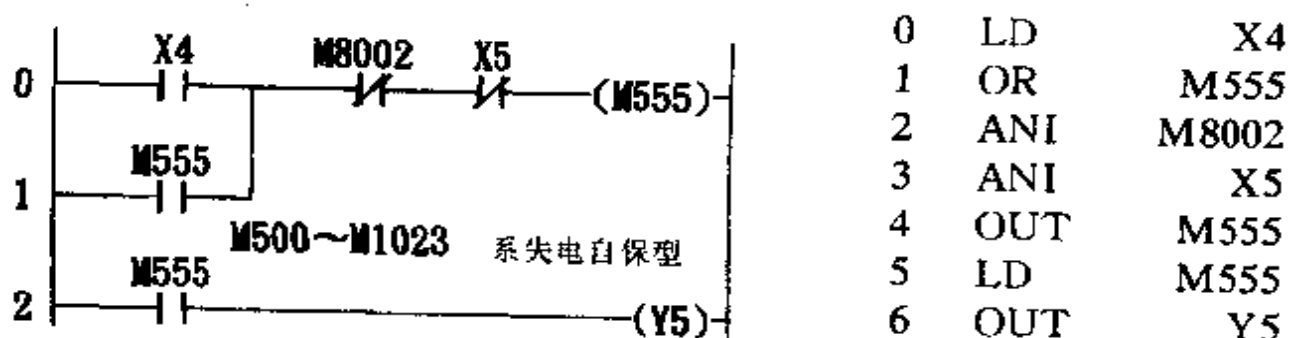 X4 M8002 X5
0 (M555)
M555
1
M500~M1023 系失电自保型
M555
2 (Y5)
0 LD X4
1 OR M555
2 ANI M8002
3 ANI X5
4 OUT M555
5 LD M555
6 OUT Y5